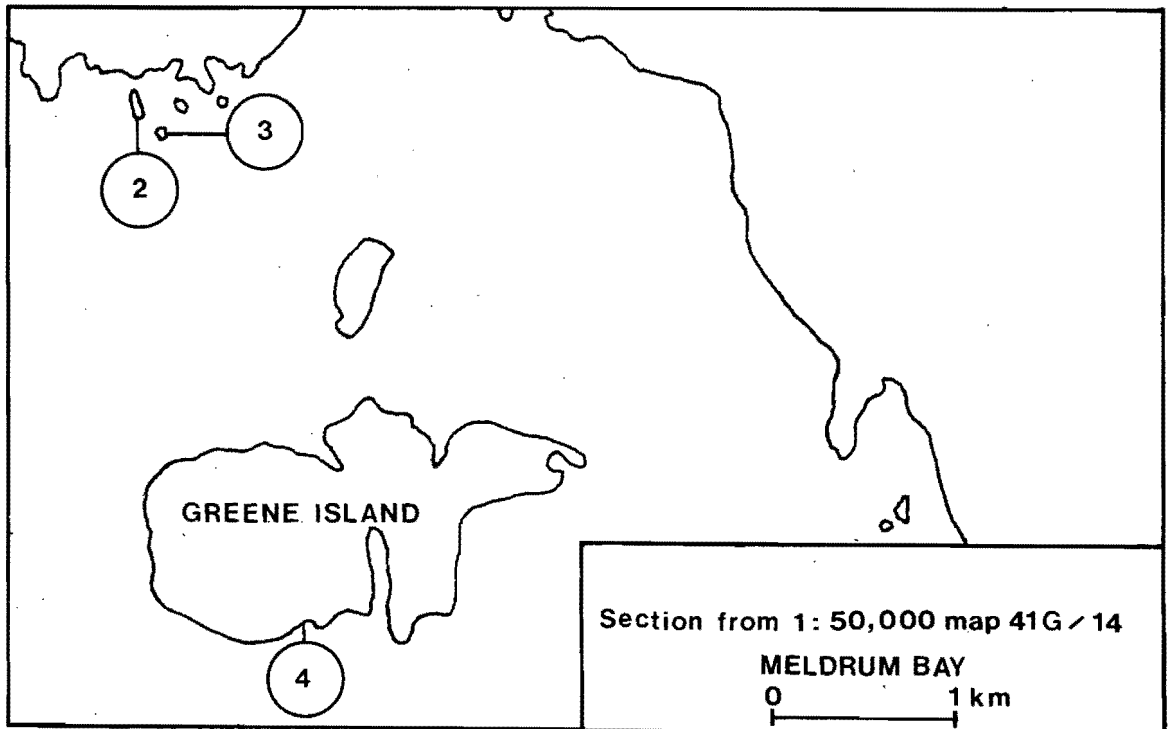 3
2
GREENE ISLAND
4
Section from 1:50,000 map 41G/14
MELDRUM BAY
0 1 km